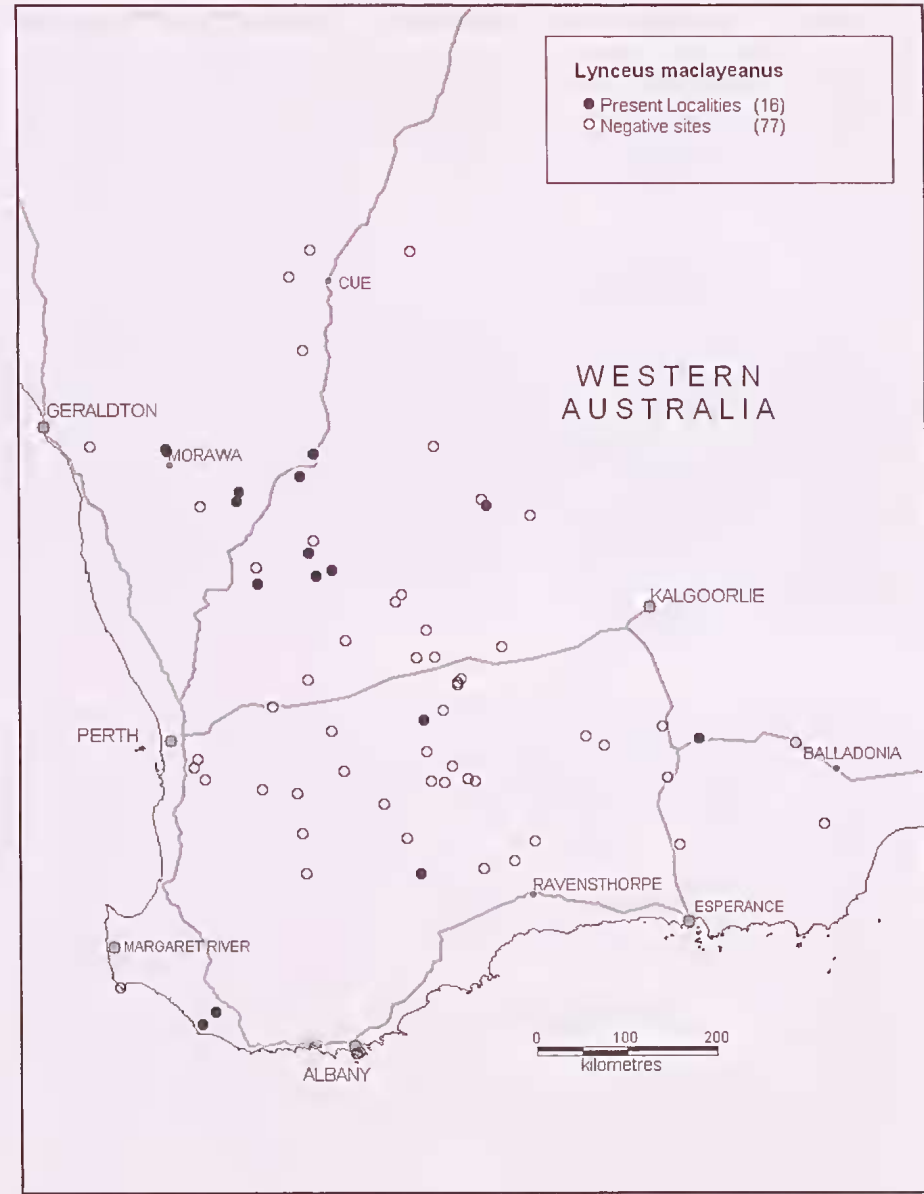 Lynceus maclayeanus
Present Localities (16)
Negative sites (77)
CUE
WESTERN
AUSTRALIA
GERALDTON
MORAWA
KALGOORLIE
PERTH
BALLADONIA
RAVENSTHORPE
ESPERANCE
MARGARET RIVER
0 100 200
kilometres
ALBANY